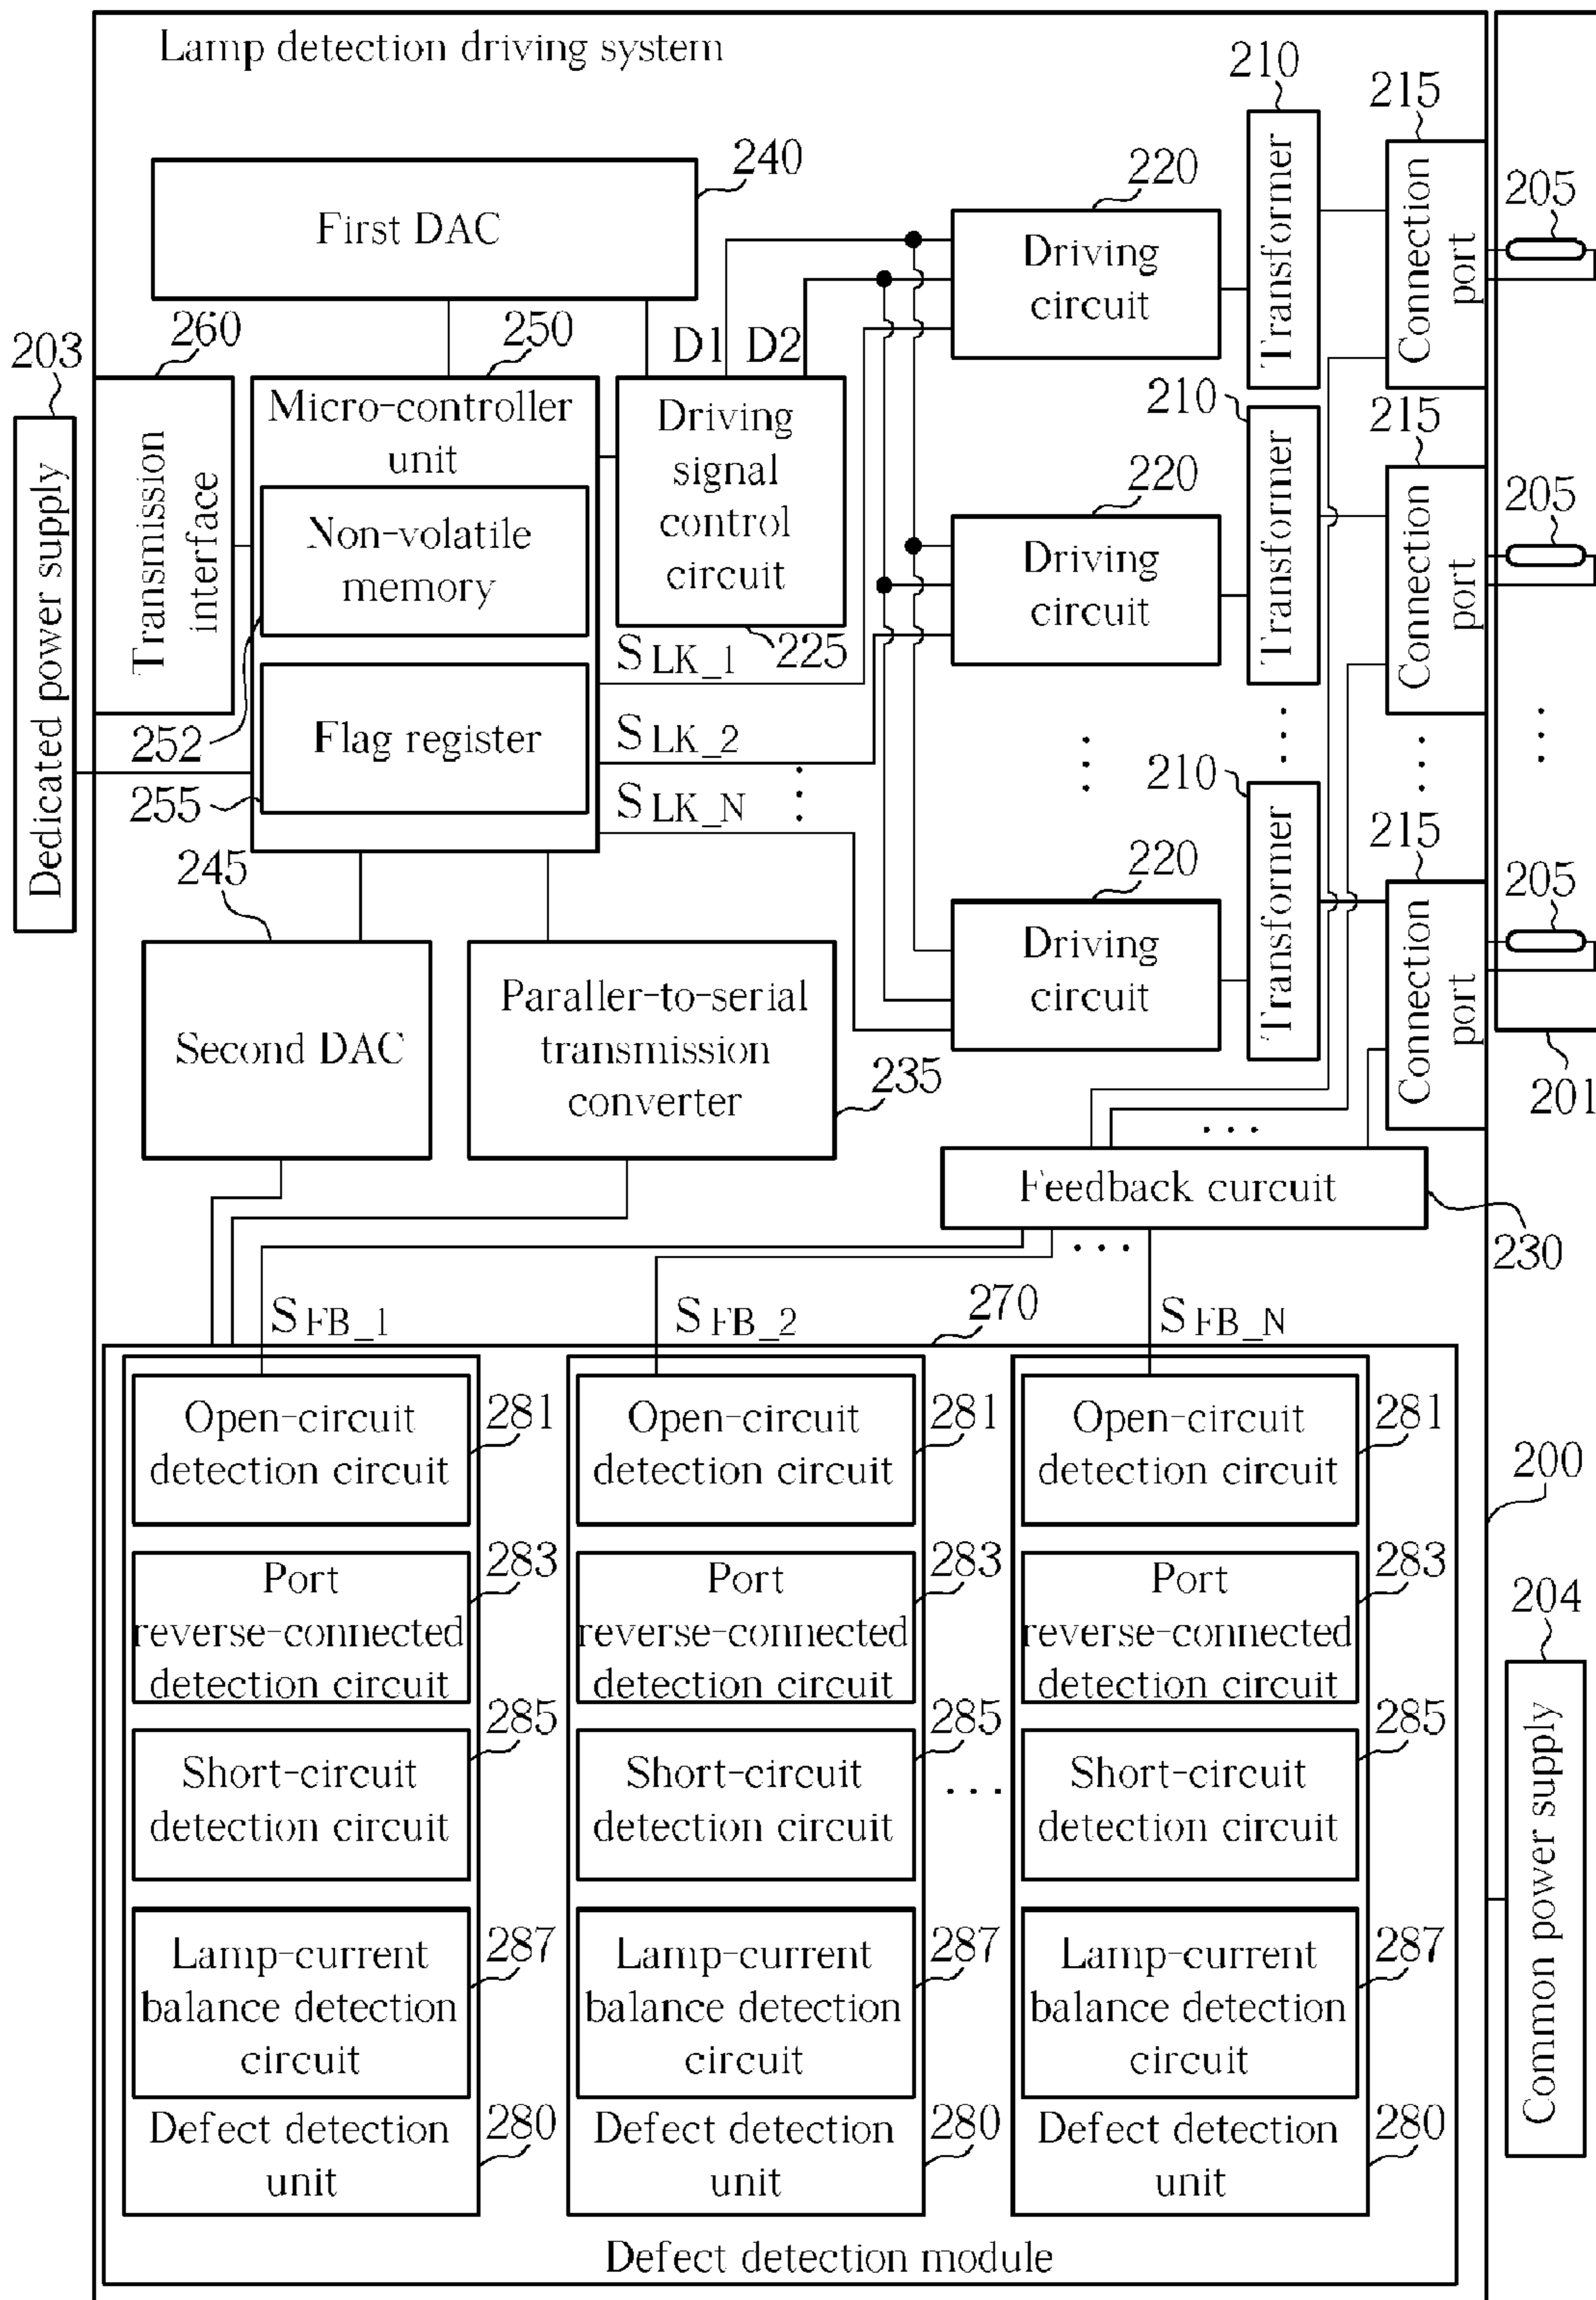 Lamp detection driving system
210
215
240
220
205
First DAC
Driving
circuit
Transformer
Connection
port
203
260
250
D1
D2
Dedicated power supply
Transmission
interface
Micro-controller
unit
Non-volatile
memory
Driving
signal
control
circuit
225
210
215
220
205
Driving
circuit
Transformer
Connection
port
252
Flag register
255
S LK_1
S LK_2
S LK_N
210
215
245
220
205
Driving
circuit
Transformer
Connection
port
201
Second DAC
Paraller-to-serial
transmission
converter
235
Feedback curcuit
230
S FB_1
S FB_2
270
S FB_N
Open-circuit
detection circuit
281
Port
reverse-connected
detection circuit
283
Short-circuit
detection circuit
285
Lamp-current
balance detection
circuit
287
Defect detection
unit
280
Open-circuit
detection circuit
281
Port
reverse-connected
detection circuit
283
Short-circuit
detection circuit
285
Lamp-current
balance detection
circuit
287
Defect detection
unit
280
Open-circuit
detection circuit
281
Port
reverse-connected
detection circuit
283
Short-circuit
detection circuit
285
Lamp-current
balance detection
circuit
287
Defect detection
unit
280
200
204
Common power supply
Defect detection module